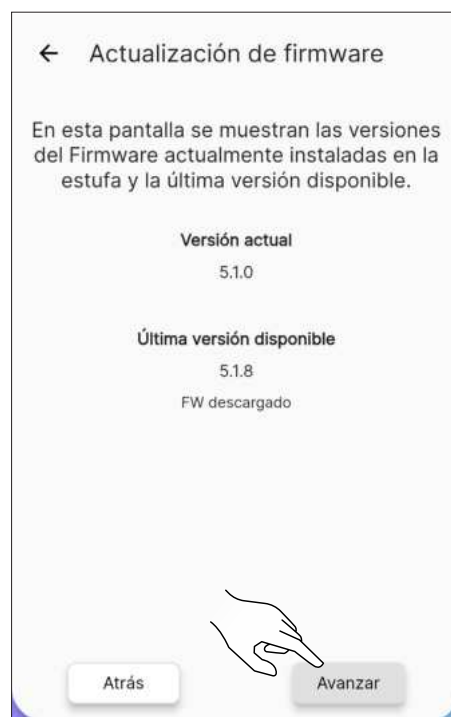 Actualización de firmware
En esta pantalla se muestran las versiones
del Firmware actualmente instaladas en la
estufa y la última versión disponible.
Versión actual
5.1.0
Última versión disponible
5.1.8
FW descargado
Atrás
Avanzar